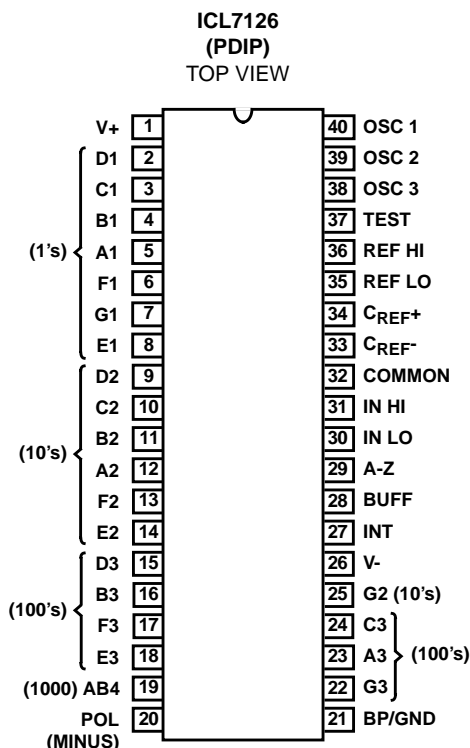 ICL7126
(PDIP)
TOP VIEW
V+ 1 40 OSC 1
D1 2 39 OSC 2
C1 3 38 OSC 3
B1 4 37 TEST
(1's) A1 5 36 REF HI
F1 6 35 REF LO
G1 7 34 CREF+
E1 8 33 CREF-
D2 9 32 COMMON
C2 10 31 IN HI
B2 11 30 IN LO
(10's) A2 12 29 A-Z
F2 13 28 BUFF
E2 14 27 INT
D3 15 26 V-
B3 16 25 G2 (10's)
(100's) F3 17 24 C3
E3 18 23 A3 (100's)
(1000) AB4 19 22 G3
POL 20 21 BP/GND
(MINUS)